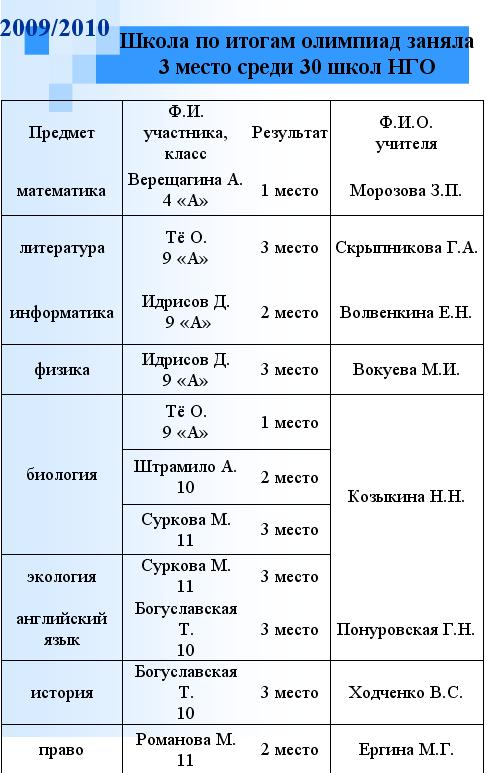 2009/2010
Школа по итогам олимпиад заняла
3 место среди 30 школ НГО
Предмет
Ф.И.
участника,
класс
Результат
Ф.И.О.
учителя
математика
Верещагина А.
4 «А»
1 место
Морозова З.П.
литература
Тё О.
9 «А»
3 место
Скрыпникова Г.А.
информатика
Идрисов Д.
9 «А»
2 место
Волвенкина Е.Н.
физика
Идрисов Д.
9 «А»
3 место
Вокуева М.И.
биология
Тё О.
9 «А»
1 место
Штрамило А.
10
2 место
Суркова М.
11
3 место
Козыкина Н.Н.
экология
Суркова М.
11
3 место
английский
язык
Богуславская
Т.
10
3 место
Понуровская Г.Н.
история
Богуславская
Т.
10
3 место
Ходченко В.С.
право
Романова М.
11
2 место
Ергина М.Г.